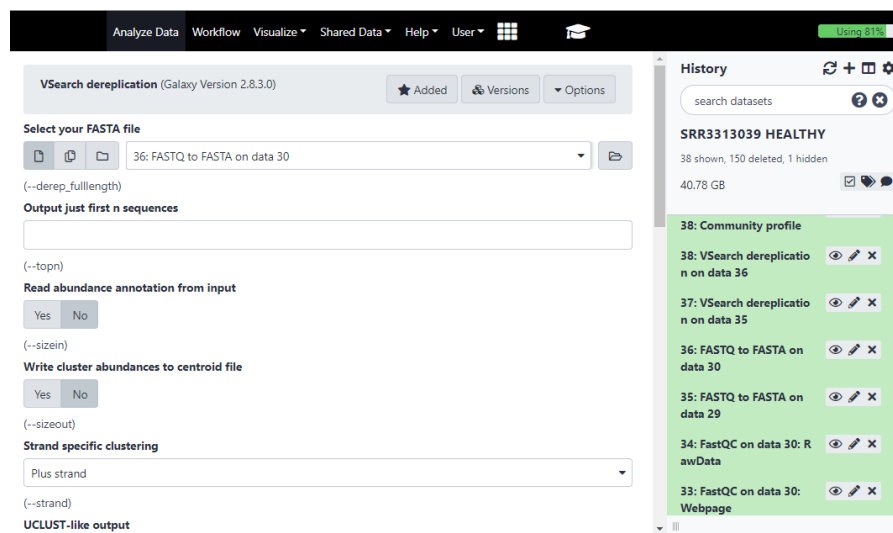 Analyze Data Workflow Visualize Shared Data Help User Using 81%
VSearch dereplication (Galaxy Version 2.8.3.0)
Added Versions Options
Select your FASTA file
36: FASTQ to FASTA on data 30
(--derep_fulllength)
Output just first n sequences
(--topn)
Read abundance annotation from input
Yes No
(--sizein)
Write cluster abundances to centroid file
Yes No
(--sizeout)
Strand specific clustering
Plus strand
(--strand)
UCLUST-like output
History
search datasets
SRR3313039 HEALTHY
38 shown, 150 deleted, 1 hidden
40.78 GB
38: Community profile
38: VSearch dereplicatio
n on data 36
37: VSearch dereplicatio
n on data 35
36: FASTQ to FASTA on
data 30
35: FASTQ to FASTA on
data 29
34: FastQC on data 30: R
awData
33: FastQC on data 30:
Webpage